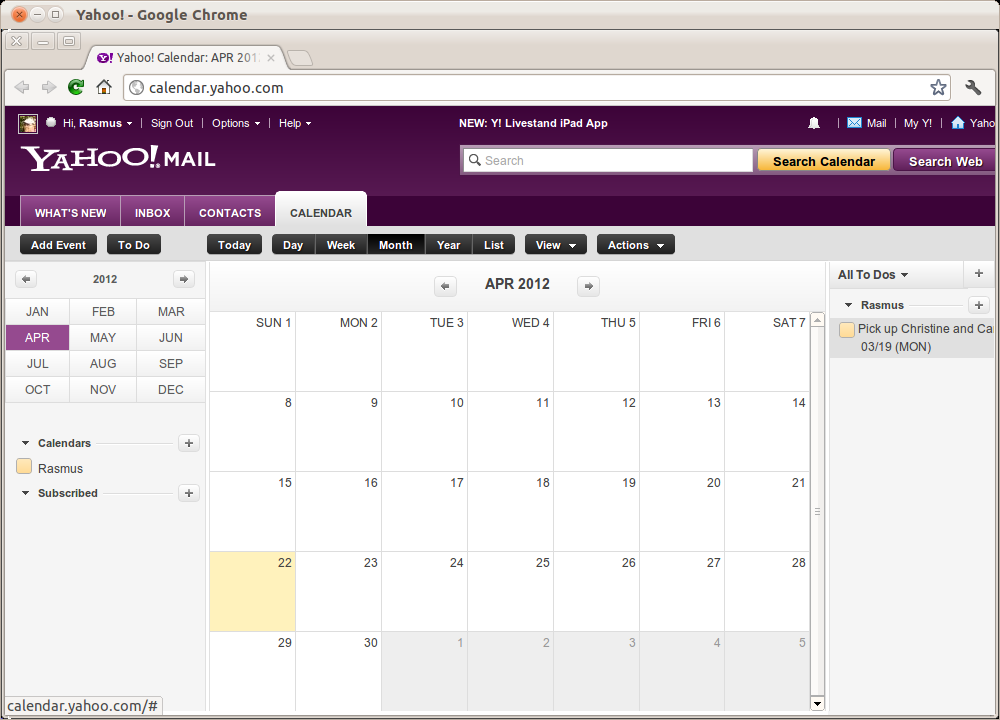 Yahoo! - Google Chrome
Yahoo! Calendar: APR 201
calendar.yahoo.com
Hi, Rasmus | Sign Out | Options | Help
NEW: Y! Livestand iPad App
| Mail | My Y! | Yaho
YAHOO! MAIL
Search
Search Calendar
Search Web
WHAT'S NEW INBOX CONTACTS CALENDAR
Add Event To Do Today Day Week Month Year List View Actions
2012
JAN FEB MAR
APR MAY JUN
JUL AUG SEP
OCT NOV DEC
Calendars +
Rasmus
Subscribed +
APR 2012
SUN 1 MON 2 TUE 3 WED 4 THU 5 FRI 6 SAT 7
8 9 10 11 12 13 14
15 16 17 18 19 20 21
22 23 24 25 26 27 28
29 30 1 2 3 4 5
All To Dos +
Rasmus +
Pick up Christine and Ca
03/19 (MON)
calendar.yahoo.com/#